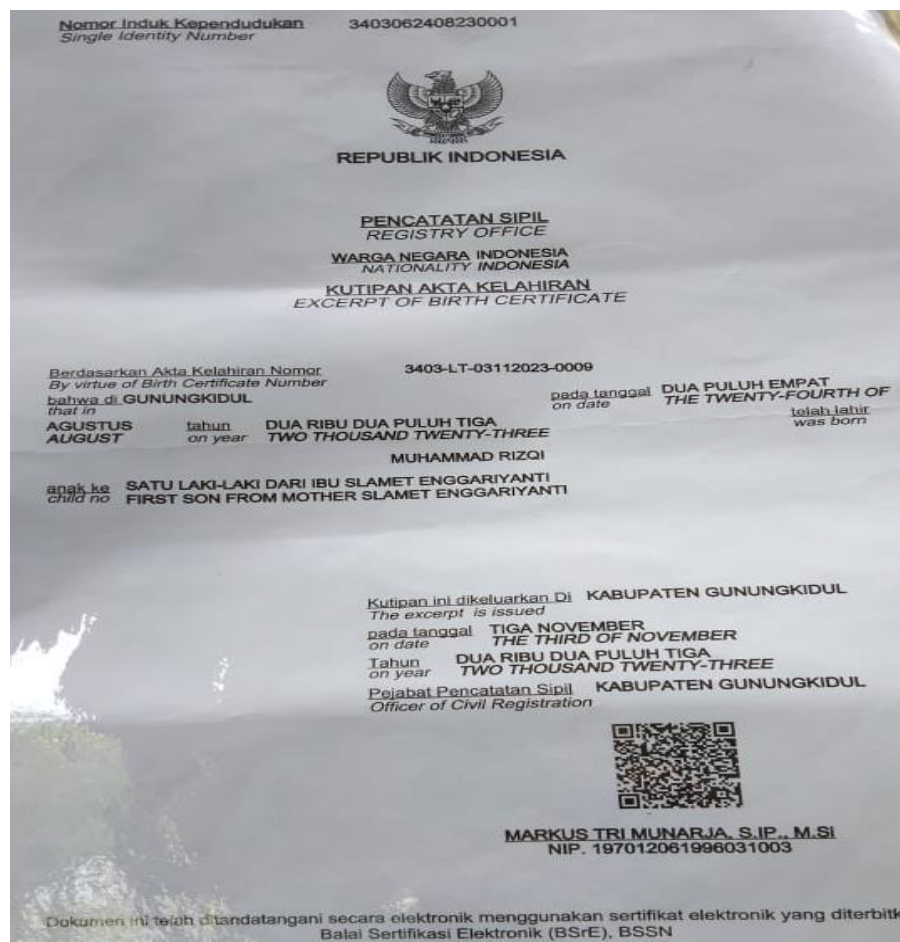 Nomor Induk Kependudukan 3403062408230001
Single Identity Number
REPUBLIK INDONESIA
PENCATATAN SIPIL
REGISTRY OFFICE
WARGA NEGARA INDONESIA
NATIONALITY INDONESIA
KUTIPAN AKTA KELAHIRAN
EXCERPT OF BIRTH CERTIFICATE
Berdasarkan Akta Kelahiran Nomor 3403-LT-03112023-0009
By virtue of Birth Certificate Number
bahwa di GUNUNGKIDUL pada tanggal DUA PULUH EMPAT
that in on date THE TWENTY-FOURTH OF
AGUSTUS tahun DUA RIBU DUA PULUH TIGA telah lahir
AUGUST on year TWO THOUSAND TWENTY-THREE was born
MUHAMMAD RIZQI
anak ke SATU LAKI-LAKI DARI IBU SLAMET ENGGARIYANTI
child no FIRST SON FROM MOTHER SLAMET ENGGARIYANTI
Kutipan ini dikeluarkan Di KABUPATEN GUNUNGKIDUL
The excerpt is issued
pada tanggal TIGA NOVEMBER
on date THE THIRD OF NOVEMBER
Tahun DUA RIBU DUA PULUH TIGA
on year TWO THOUSAND TWENTY-THREE
Pejabat Pencatatan Sipil KABUPATEN GUNUNGKIDUL
Officer of Civil Registration
MARKUS TRI MUNARJA, S.IP., M.SI
NIP. 197012061996031003
Dokumen ini telah ditandatangani secara elektronik menggunakan sertifikat elektronik yang diterbitk
Balai Sertifikasi Elektronik (BSrE), BSSN